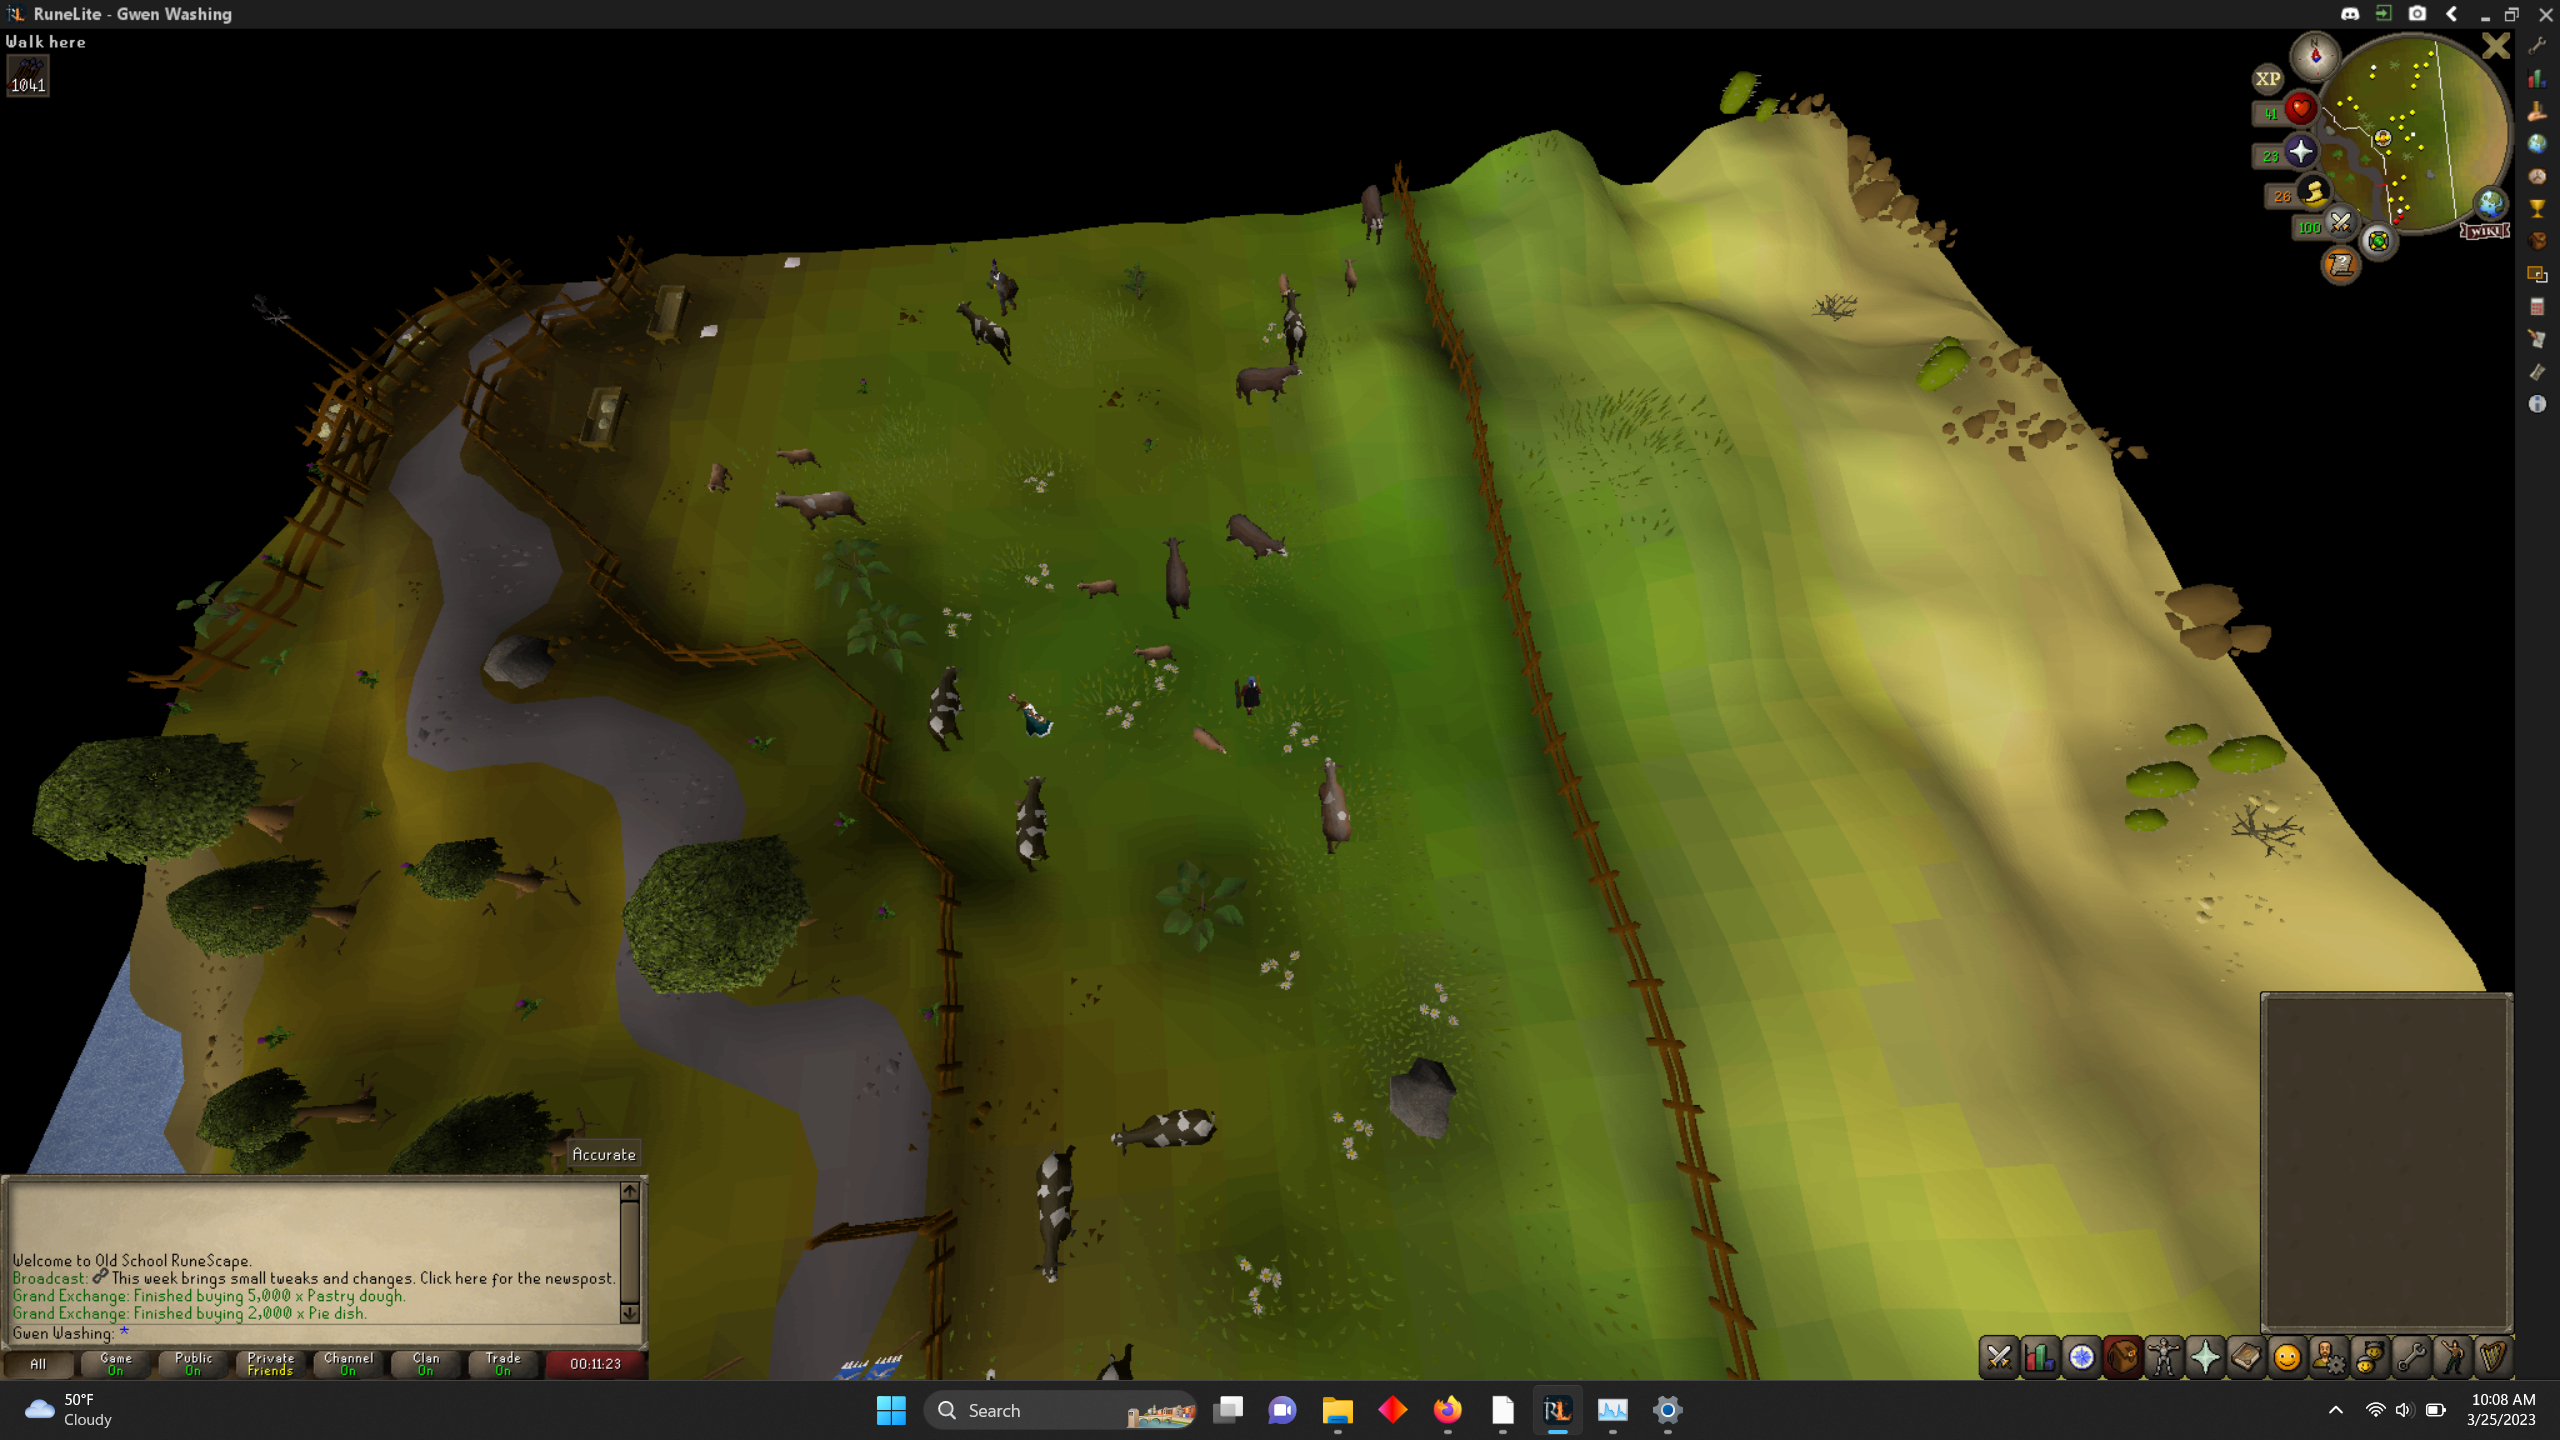 RuneLite - Gwen Washing
Walk here
1041
N
XP
41
23
26
100
WIKI
Accurate
Welcome to Old School RuneScape.
Broadcast: This week brings small tweaks and changes. Click here for the newspost.
Grand Exchange: Finished buying 5,000 x Pastry dough.
Grand Exchange: Finished buying 2,000 x Pie dish.
Gwen Washing: *
All
Game
On
Public
On
Private
Friends
Channel
On
Clan
On
Trade
On
00:11:23
50°F
Cloudy
Search
RL
10:08 AM
3/25/2023